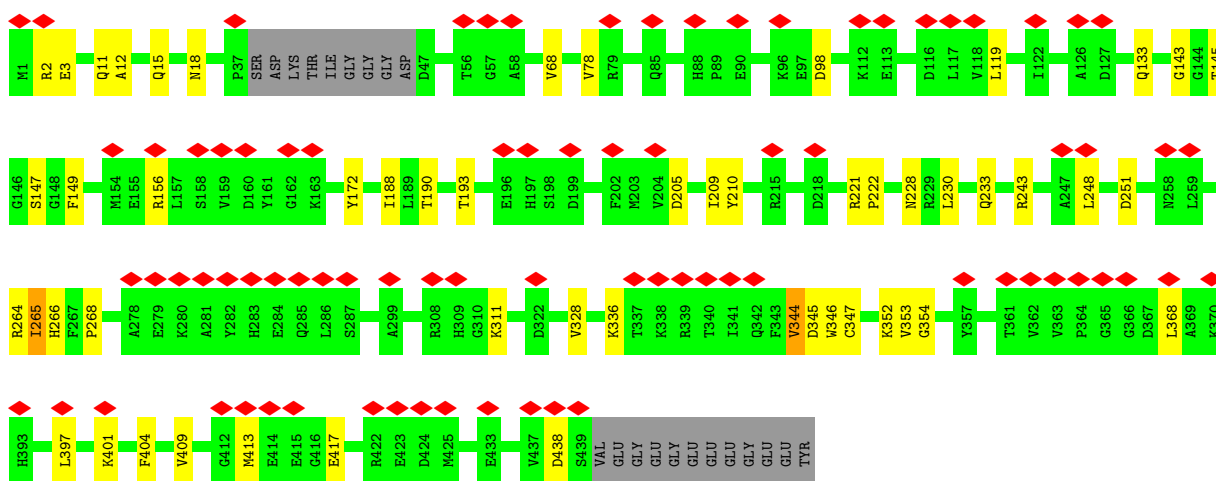 M1 R2 E3 Q11 A12 Q15 N18 P37 SER ASP LYS THR ILE GLY GLY GLY ASP D47 T56 G57 A58 V68 V78 R79 Q85 H88 P89 E90 K96 E97 D98 K112 E113 D116 L117 V118 L119 I122 A126 D127 Q133 G143 G144 T145
G146 S147 G148 F149 M154 E155 R156 L157 S158 V159 D160 Y161 G162 K163 Y172 I188 L189 T190 T193 E196 H197 S198 D199 F202 M203 V204 D205 I209 Y210 R215 D218 R221 P222 N228 R229 L230 Q233 R243 A247 L248 D251 N258 L259
R264 I265 H266 F267 P268 A278 E279 K280 A281 Y282 H283 E284 Q285 L286 S287 A299 R308 H309 G310 K311 D322 V328 K336 T337 K338 R339 T340 I341 Q342 F343 V344 D345 W346 C347 K352 V353 G354 Y357 T361 V362 V363 P364 G365 G366 D367 L368 A369 K370
H393 L397 K401 F404 V409 G412 M413 E414 E415 G416 E417 R422 E423 D424 M425 E433 V437 D438 S439 VAL GLU GLY GLU GLY GLU GLU GLU GLY GLU GLU TYR